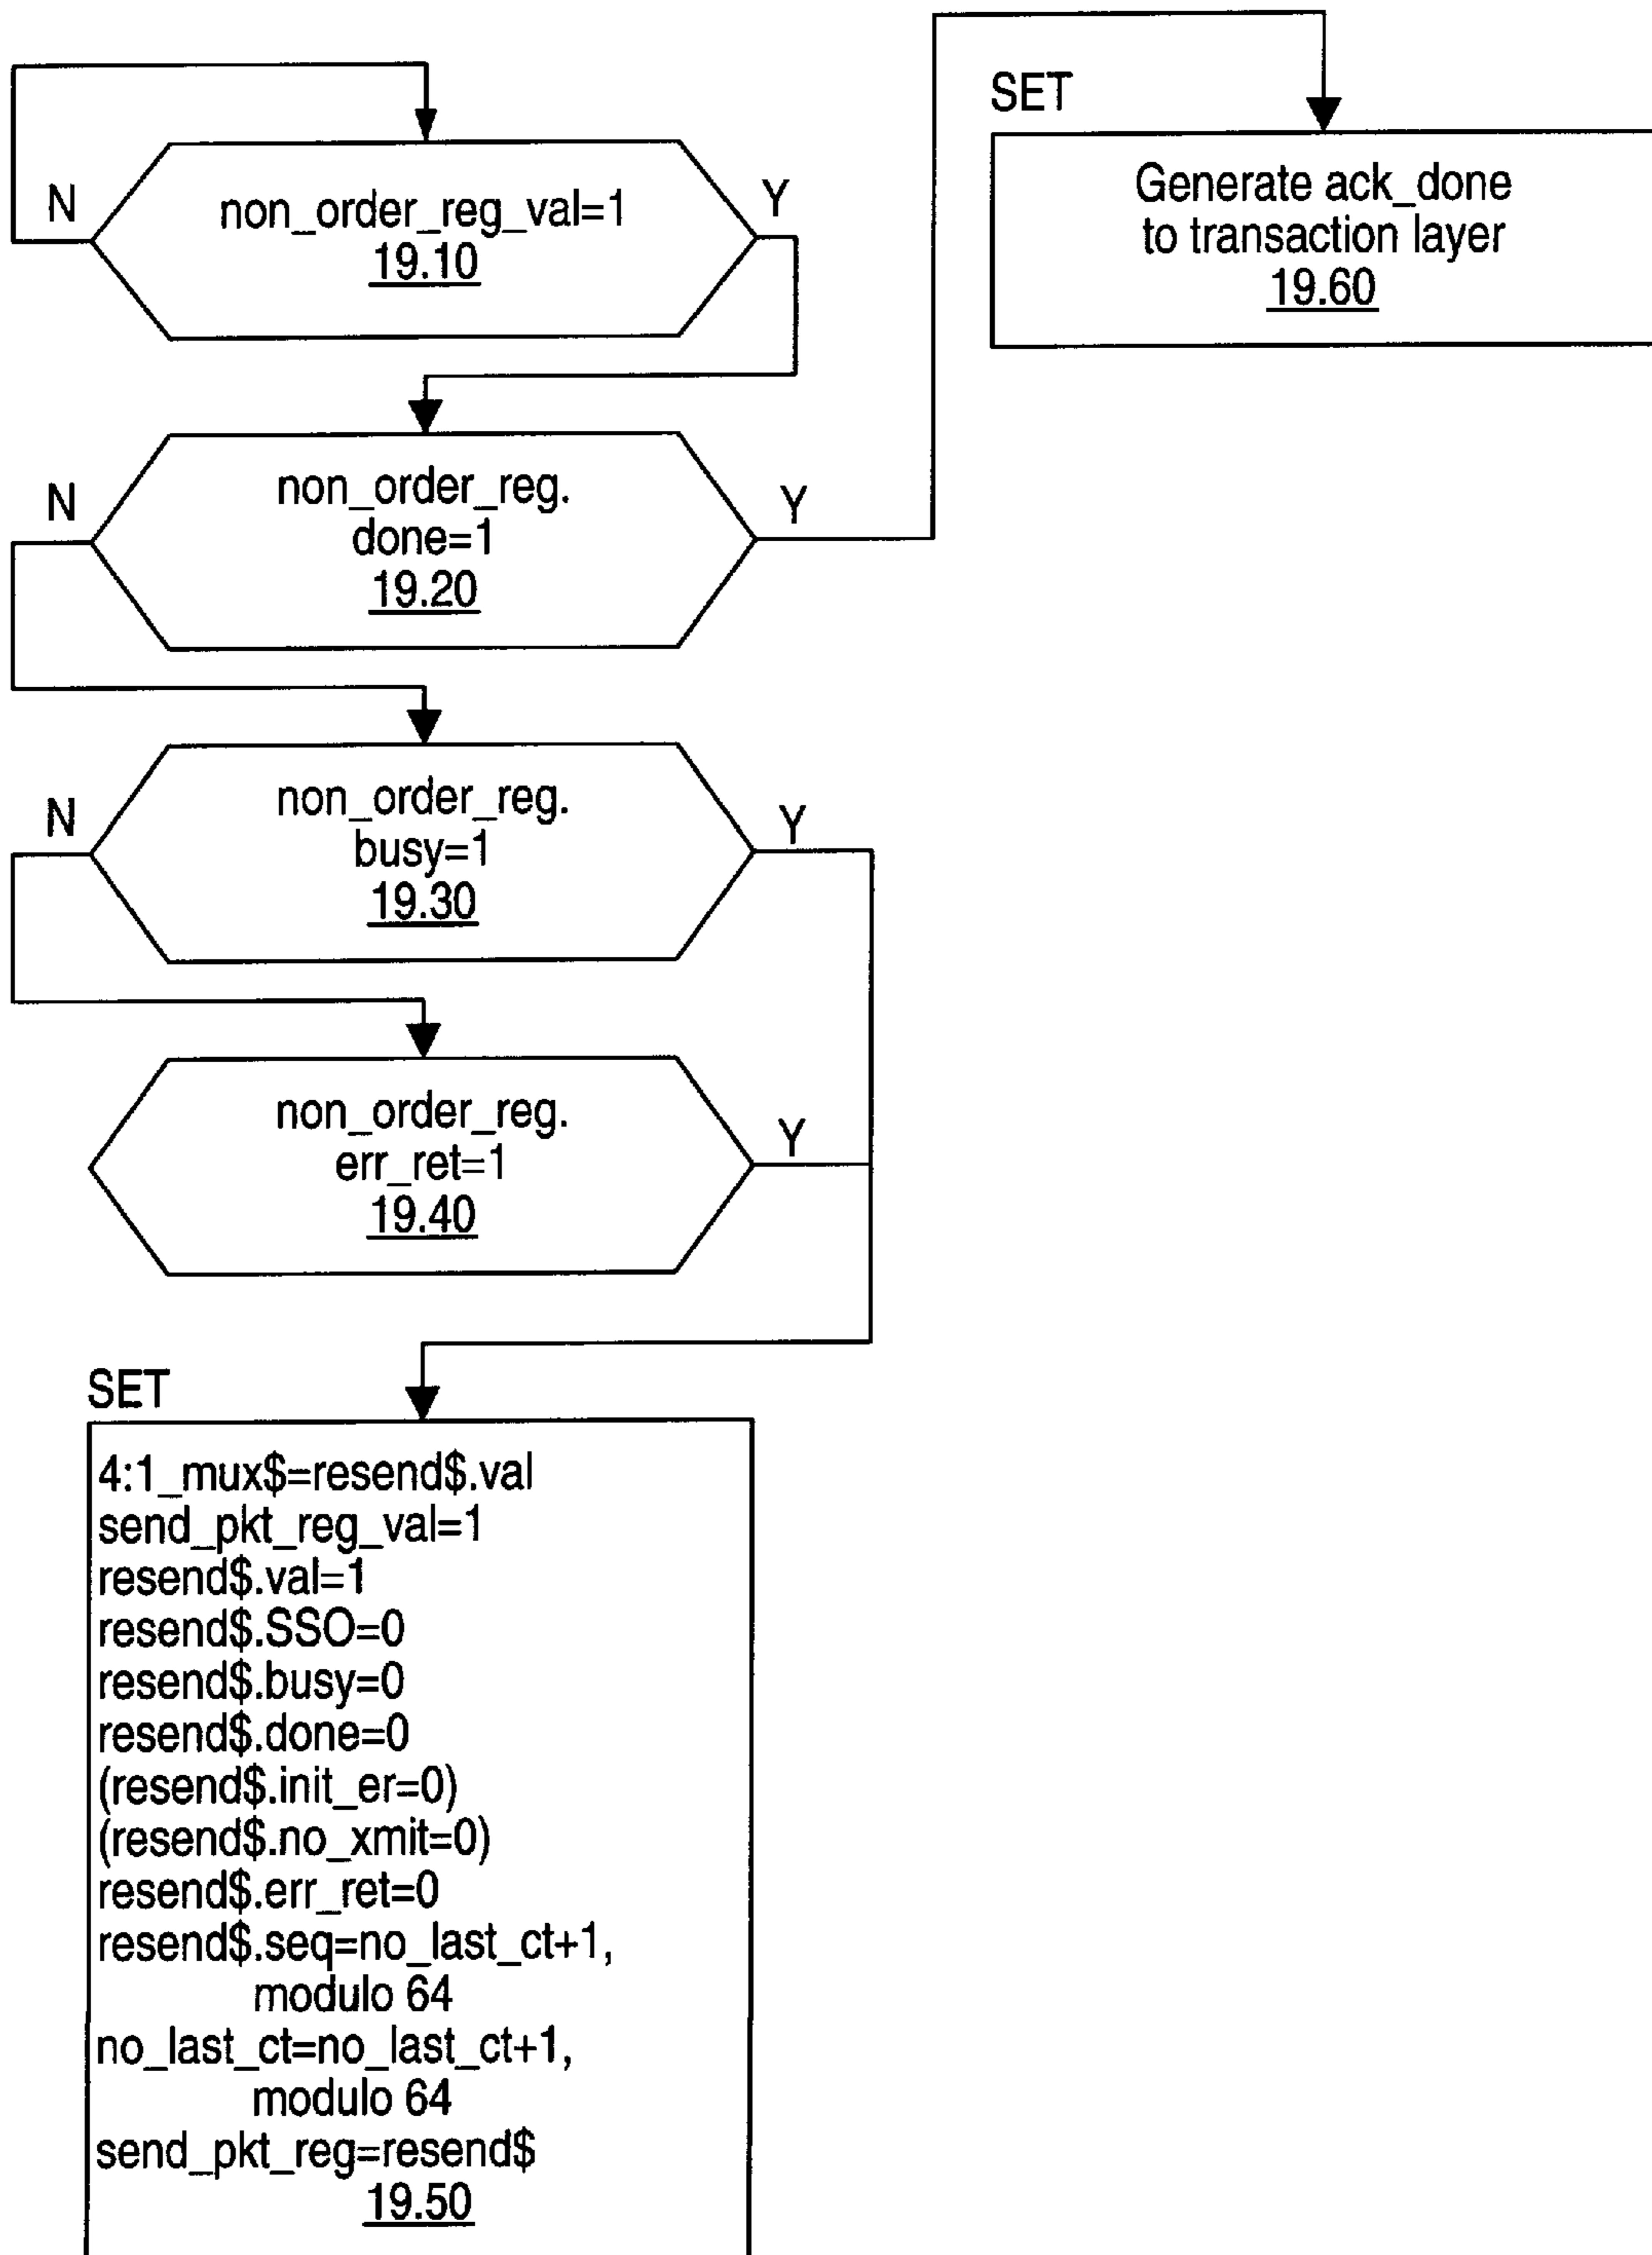 N
non_order_reg_val=1
19.10
Y
SET
Generate ack_done
to transaction layer
19.60
N
non_order_reg.
done=1
19.20
Y
N
non_order_reg.
busy=1
19.30
Y
non_order_reg.
err_ret=1
19.40
Y
SET
4:1_mux$=resend$.val
send_pkt_reg_val=1
resend$.val=1
resend$.SSO=0
resend$.busy=0
resend$.done=0
(resend$.init_er=0)
(resend$.no_xmit=0)
resend$.err_ret=0
resend$.seq=no_last_ct+1,
modulo 64
no_last_ct=no_last_ct+1,
modulo 64
send_pkt_reg=resend$
19.50